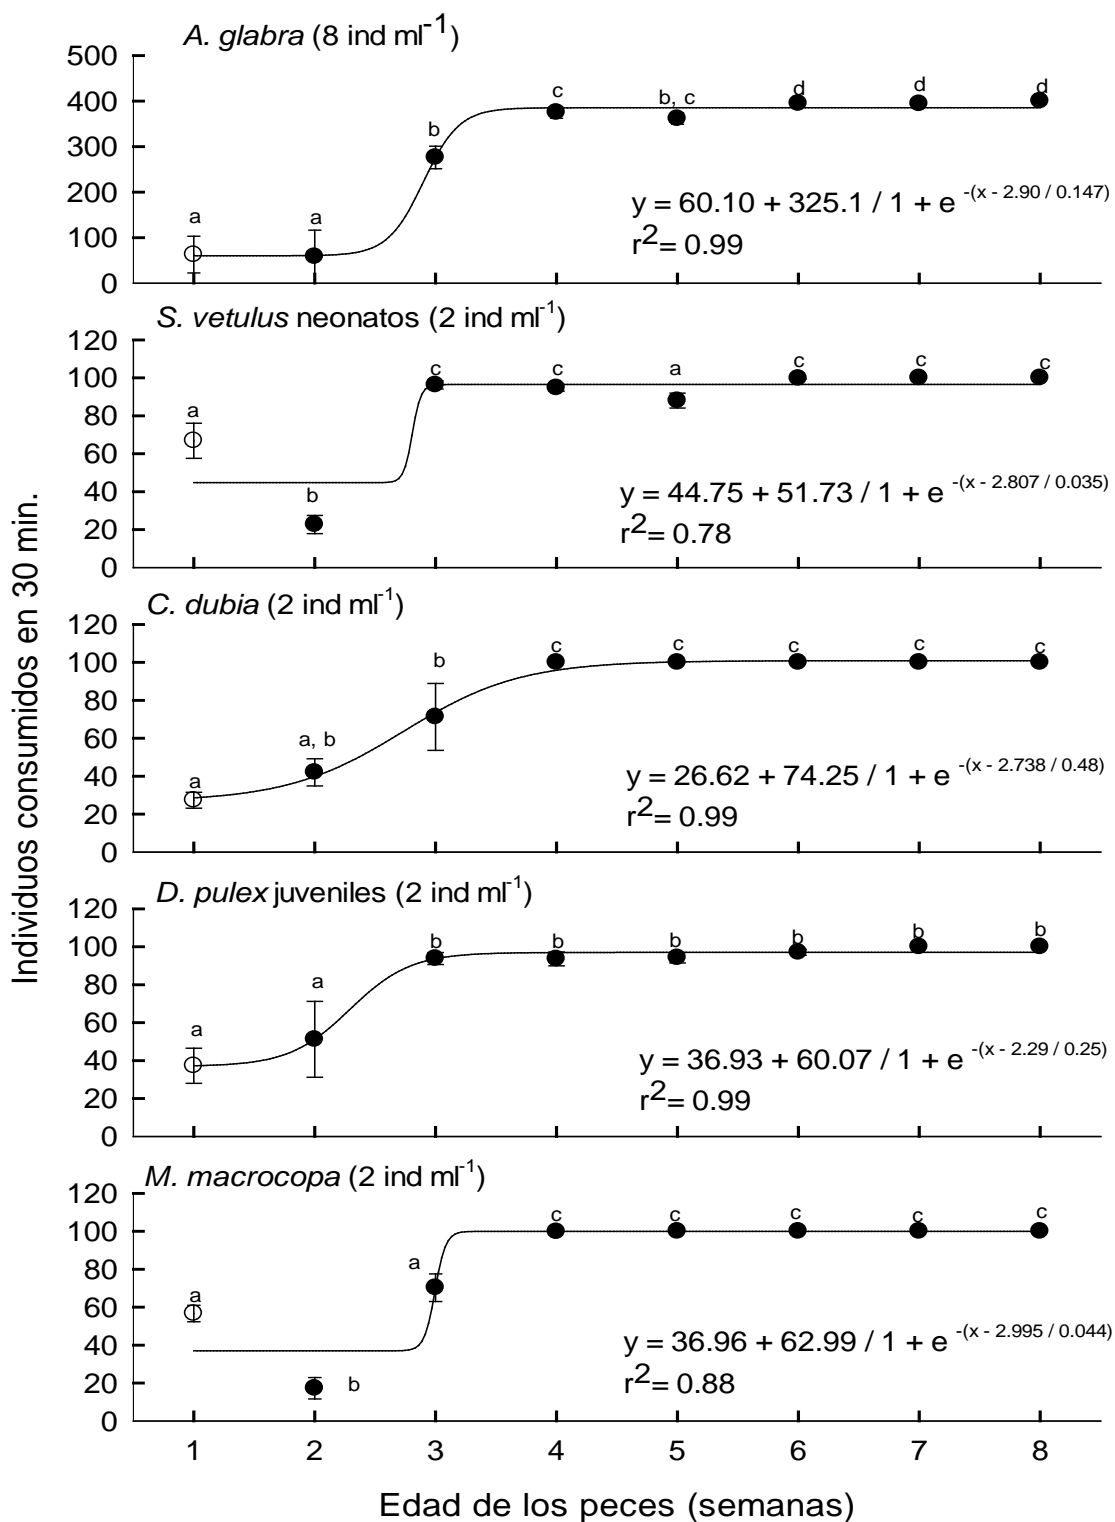 A. glabra (8 ind ml-1)
500
400
300
200
100
0
a
a
b
c
b, c
d
d
d
y = 60.10 + 325.1 / 1 + e -(x - 2.90 / 0.147)
r2= 0.99
S. vetulus neonatos (2 ind ml-1)
120
100
80
60
40
20
0
a
b
c
c
a
c
c
c
y = 44.75 + 51.73 / 1 + e -(x - 2.807 / 0.035)
r2= 0.78
Individuos consumidos en 30 min.
C. dubia (2 ind ml-1)
120
100
80
60
40
20
0
a
a, b
b
c
c
c
c
c
y = 26.62 + 74.25 / 1 + e -(x - 2.738 / 0.48)
r2= 0.99
D. pulex juveniles (2 ind ml-1)
120
100
80
60
40
20
0
a
a
b
b
b
b
b
b
y = 36.93 + 60.07 / 1 + e -(x - 2.29 / 0.25)
r2= 0.99
M. macrocopa (2 ind ml-1)
120
100
80
60
40
20
0
a
b
a
c
c
c
c
c
y = 36.96 + 62.99 / 1 + e -(x - 2.995 / 0.044)
r2= 0.88
1 2 3 4 5 6 7 8
Edad de los peces (semanas)